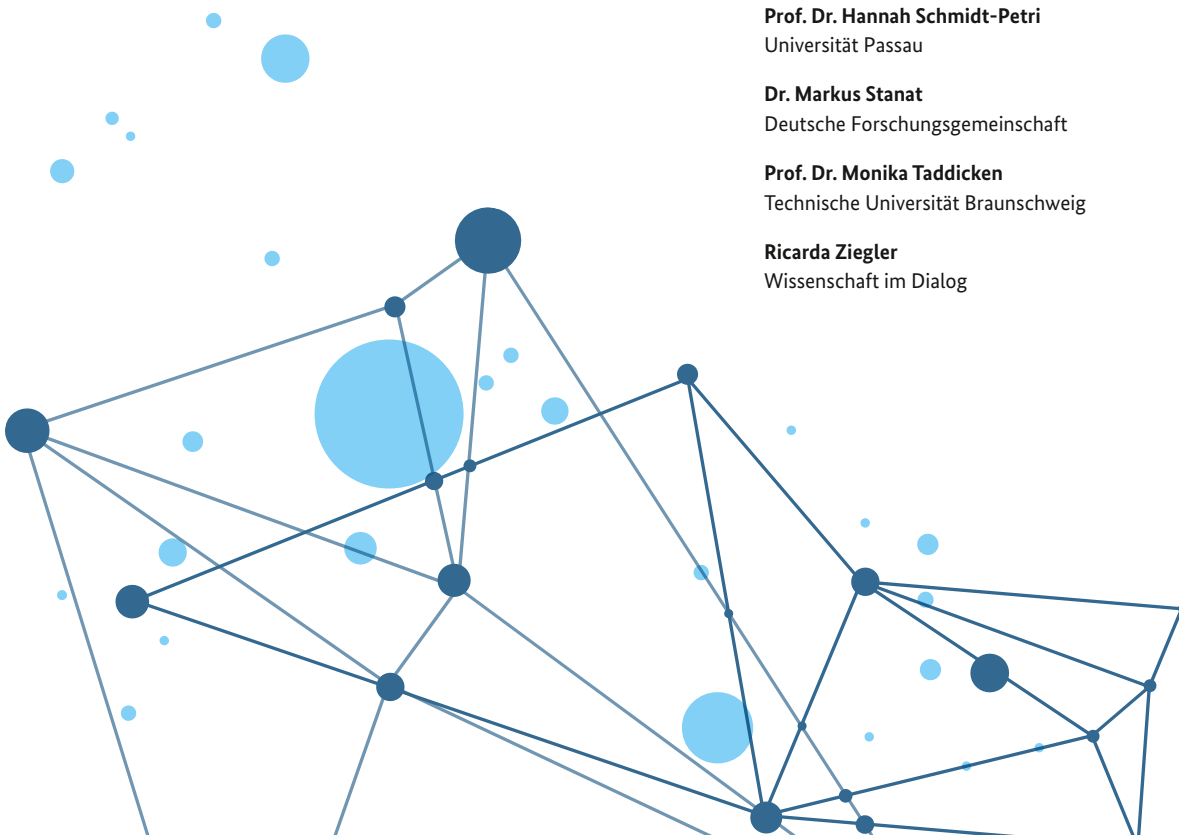 Prof. Dr. Hannah Schmidt-Petri
Universität Passau
Dr. Markus Stanat
Deutsche Forschungsgemeinschaft
Prof. Dr. Monika Taddicken
Technische Universität Braunschweig
Ricarda Ziegler
Wissenschaft im Dialog